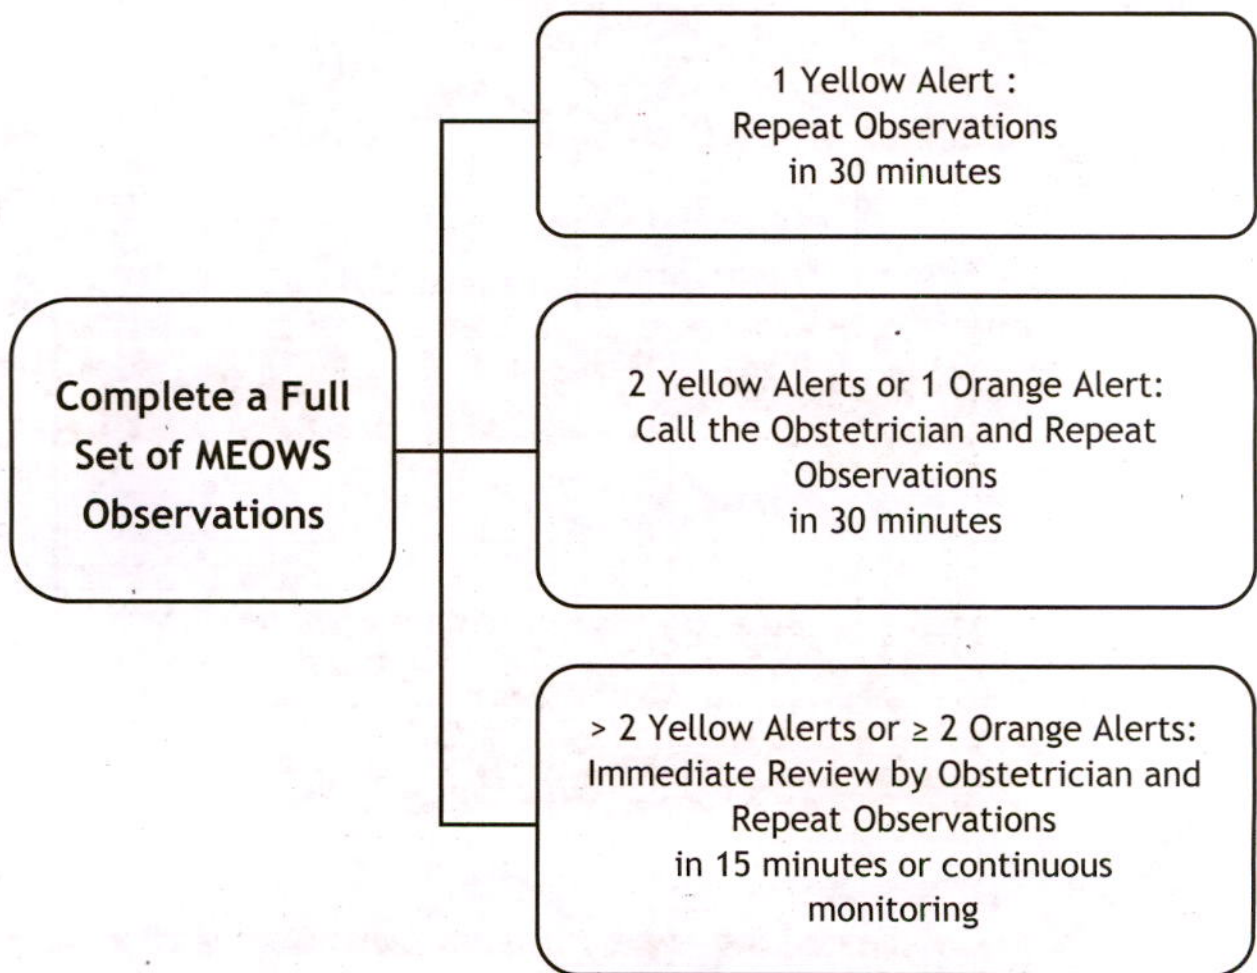 1 Yellow Alert :
Repeat Observations
in 30 minutes
Complete a Full
Set of MEOWS
Observations
2 Yellow Alerts or 1 Orange Alert:
Call the Obstetrician and Repeat
Observations
in 30 minutes
> 2 Yellow Alerts or ≥ 2 Orange Alerts:
Immediate Review by Obstetrician and
Repeat Observations
in 15 minutes or continuous
monitoring